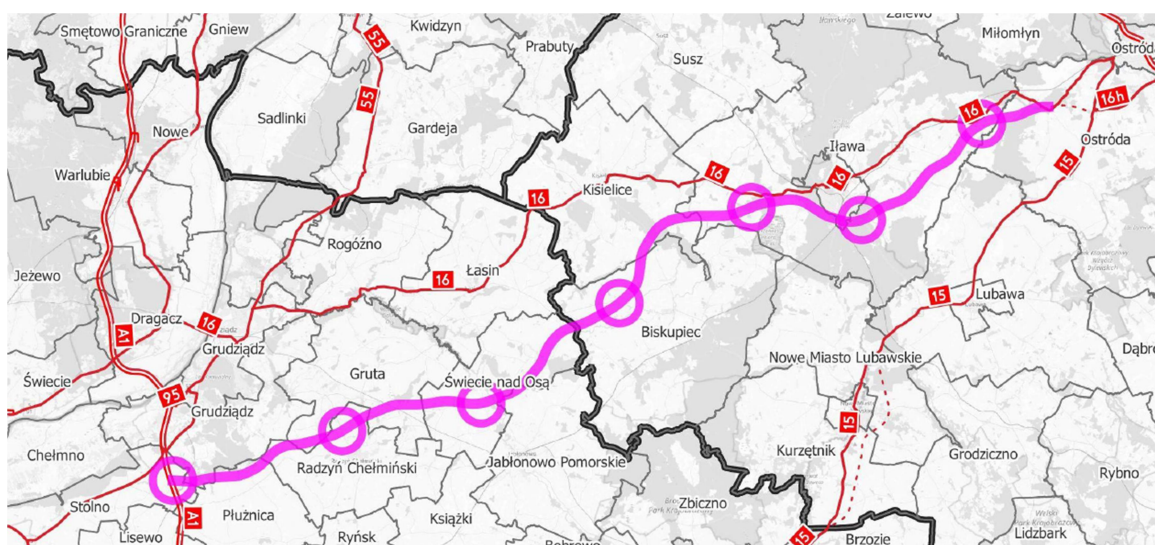 Zalewo
Smętowo Graniczne
Gniew
Kwidzyn
Miłomłyn
55
Prabuty
Ostróda
Susz
55
16h
Sadlinki
16
Gardeja
Nowe
Ostróda
Iława
15
Warlubie
16
16
Kisielice
16
Rogóźno
Jeżewo
Łasin
16
15
Lubawa
Dragacz
16
A1
Biskupiec
Grudziądz
Dąbró
Nowe Miasto Lubawskie
Gruta
Świecie nad Osą
Świecie
95
Grudziądz
15
Chełmno
Kurzętnik
Grodziczno
Radzyń Chełmiński
Jabłonowo Pomorskie
Rybno
Stolno
Zbiczno
A1
Płużnica
Książki
Lisewo
Ryńsk
Bobrowo
15
Brzozie
Lidzbark